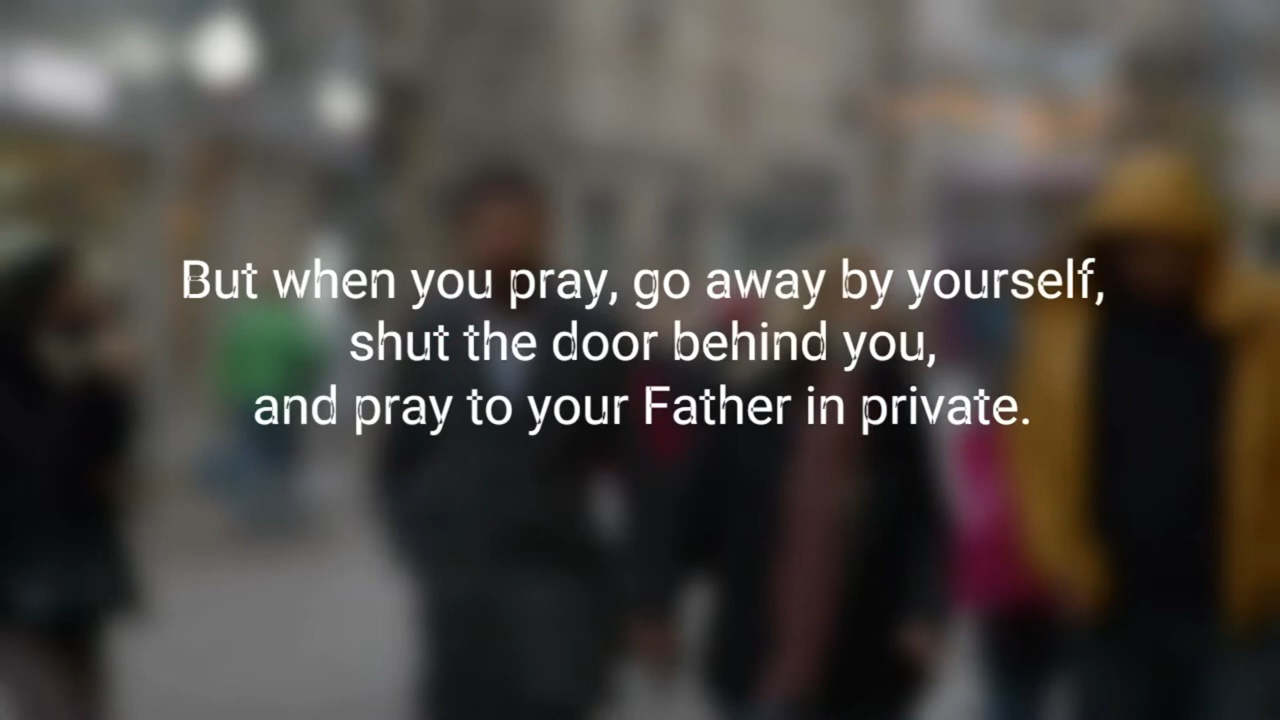 But when you pray, go away by yourself,
shut the door behind you,
and pray to your Father in private.